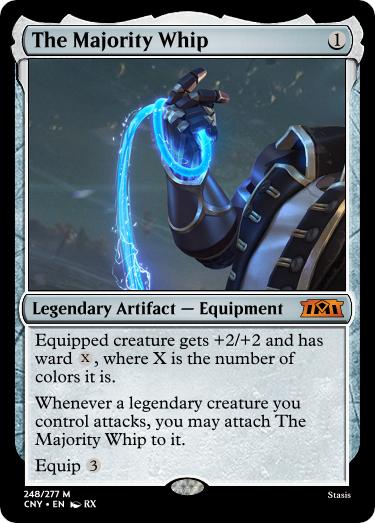 The Majority Whip 1
Legendary Artifact — Equipment
Equipped creature gets +2/+2 and has
ward X, where X is the number of
colors it is.
Whenever a legendary creature you
control attacks, you may attach The
Majority Whip to it.
Equip 3
248/277 M
CNY • EN RX
Stasis